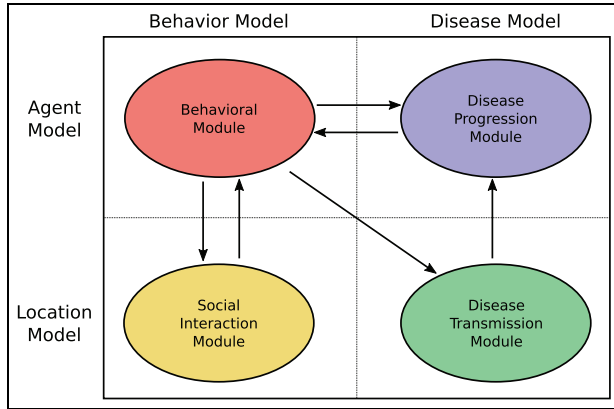 Behavior Model
Disease Model
Agent
Model
Behavioral
Module
Disease
Progression
Module
Location
Model
Social
Interaction
Module
Disease
Transmission
Module